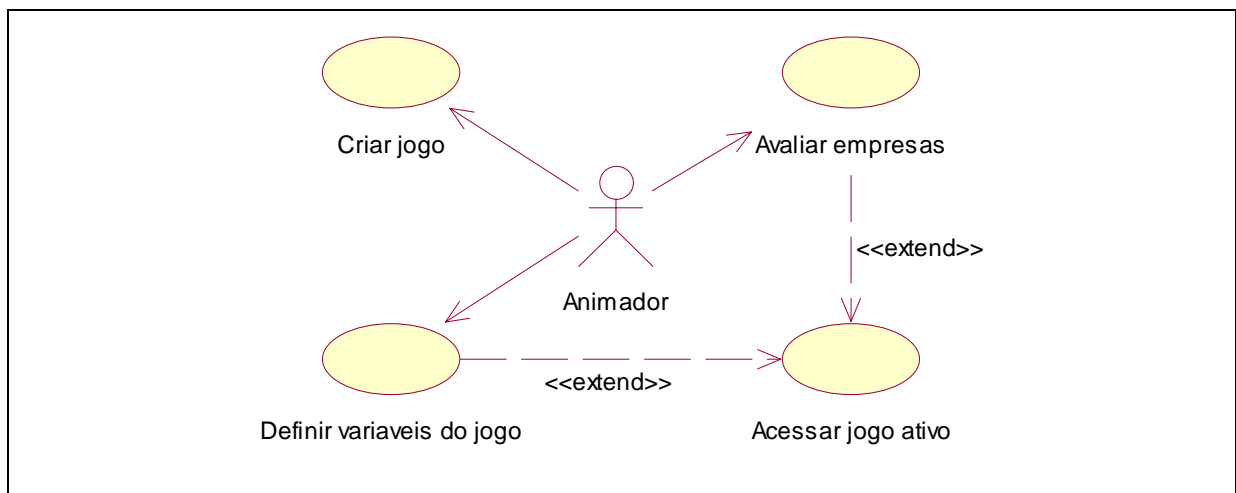 Criar jogo
Avaliar empresas
<<extend>>
Animador
<<extend>>
Definir variaveis do jogo
Acessar jogo ativo